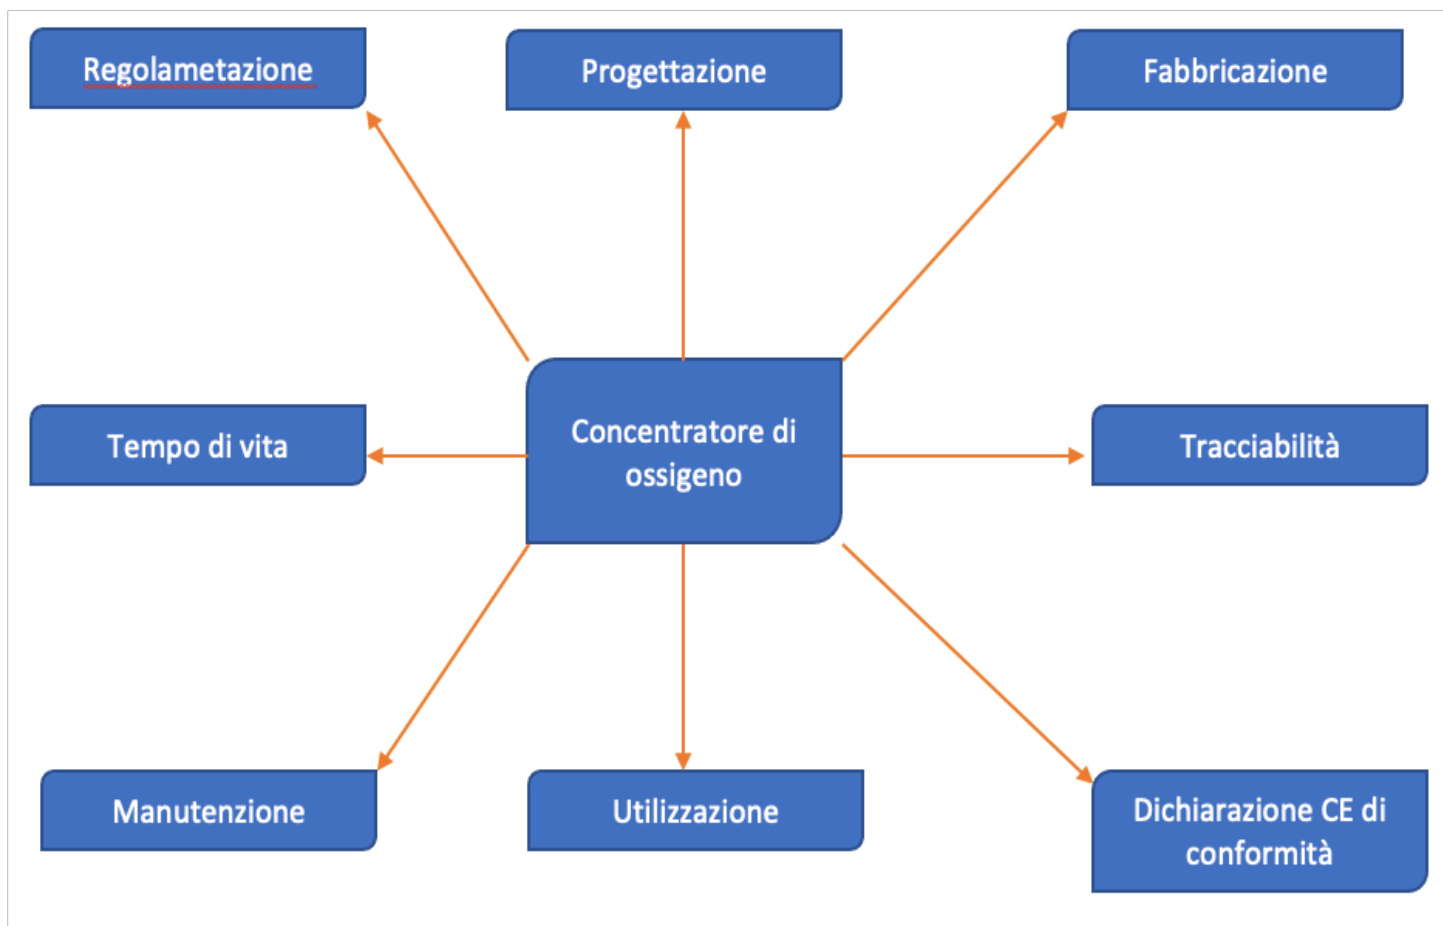 Regolametazione
Progettazione
Fabbricazione
Tempo di vita
Concentratore di
ossigeno
Tracciabilità
Manutenzione
Utilizzazione
Dichiarazione CE di
conformità